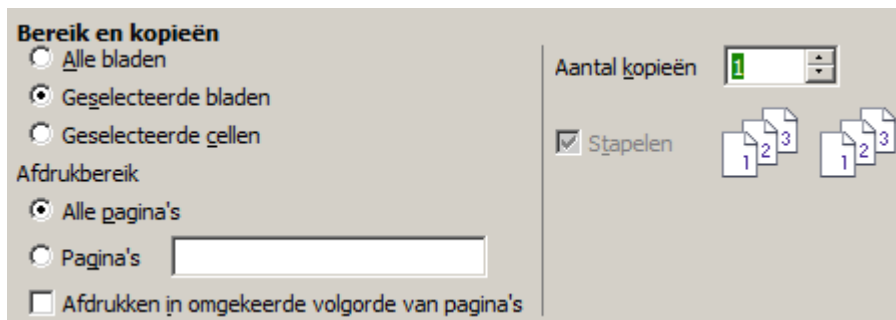 Bereik en kopieën
Alle bladen
Geselecteerde bladen
Geselecteerde cellen
Afdrukbereik
Alle pagina's
Pagina's
Afdrukken in omgekeerde volgorde van pagina's
Aantal kopieën 1
Stapelen 1 2 3 1 2 3